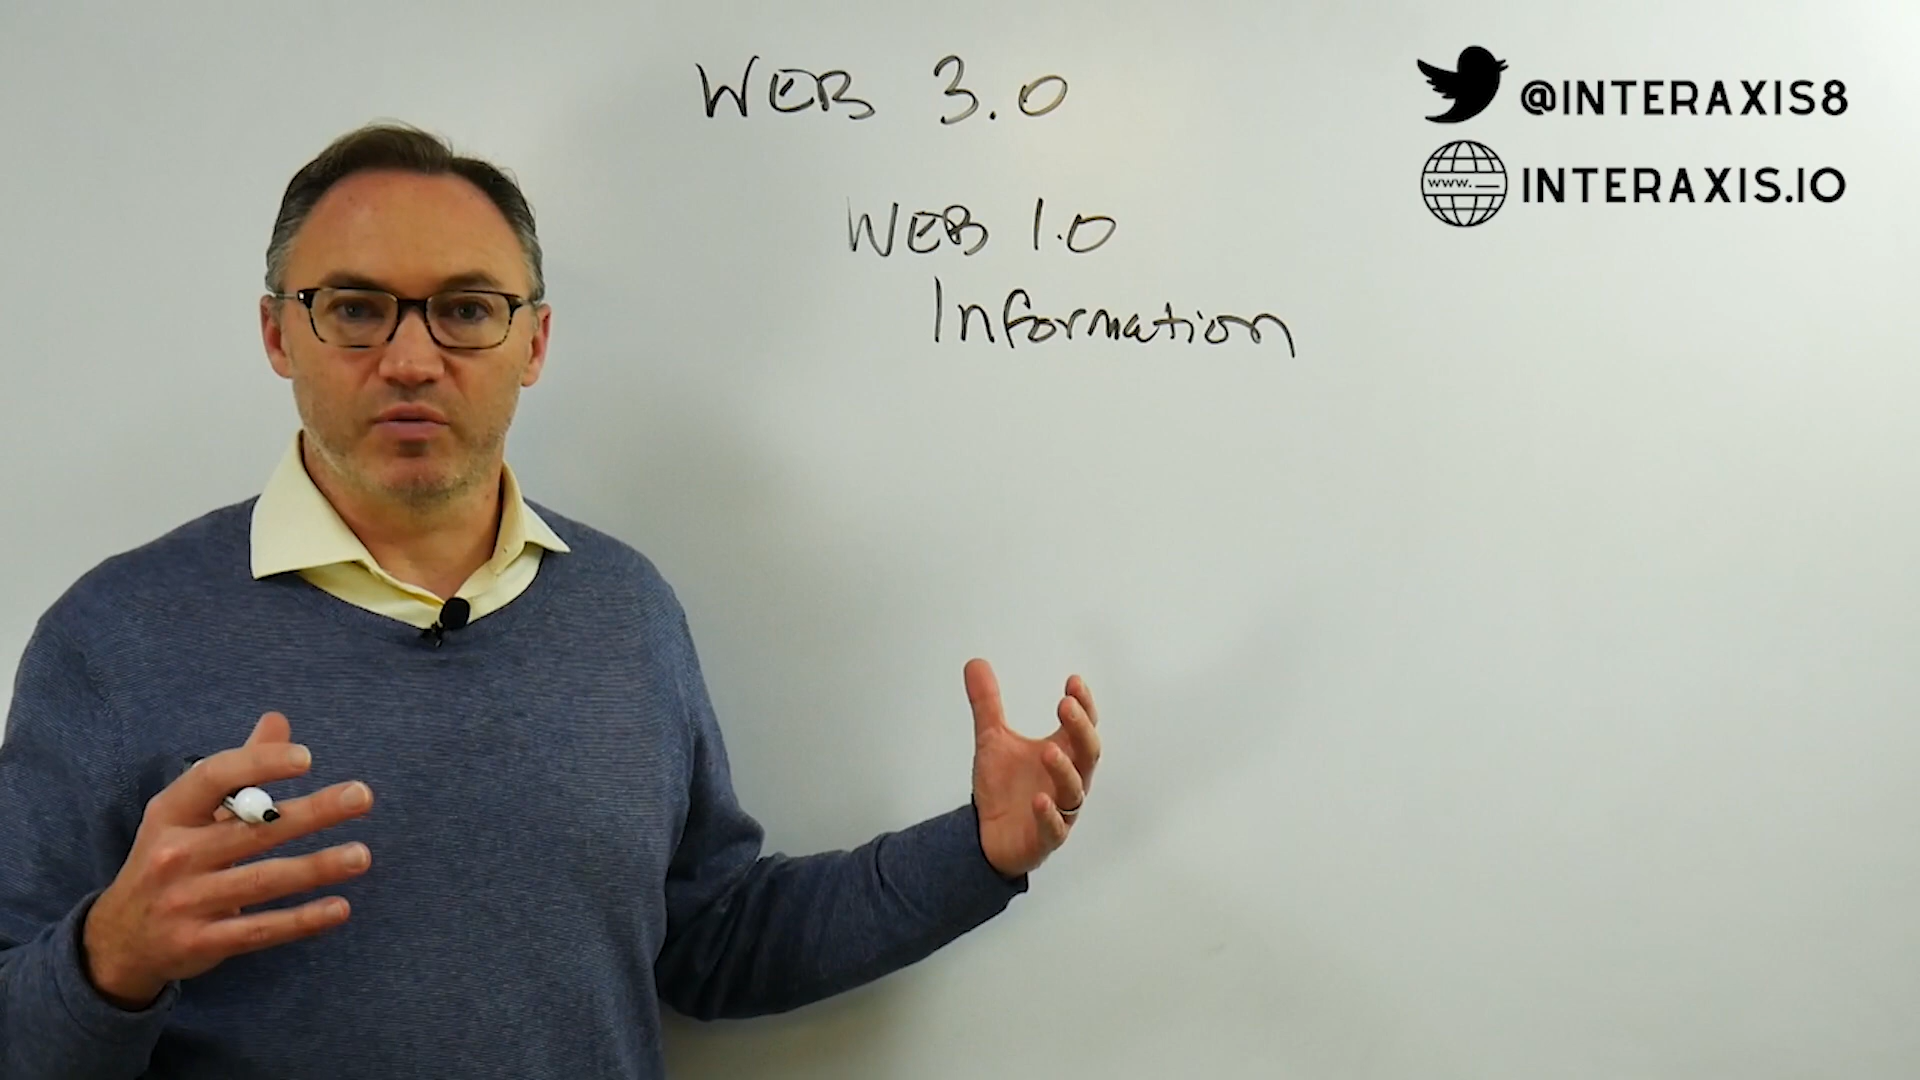 WEB 3.0
WEB 1.0
Information
@INTERAXIS8
www.
INTERAXIS.IO